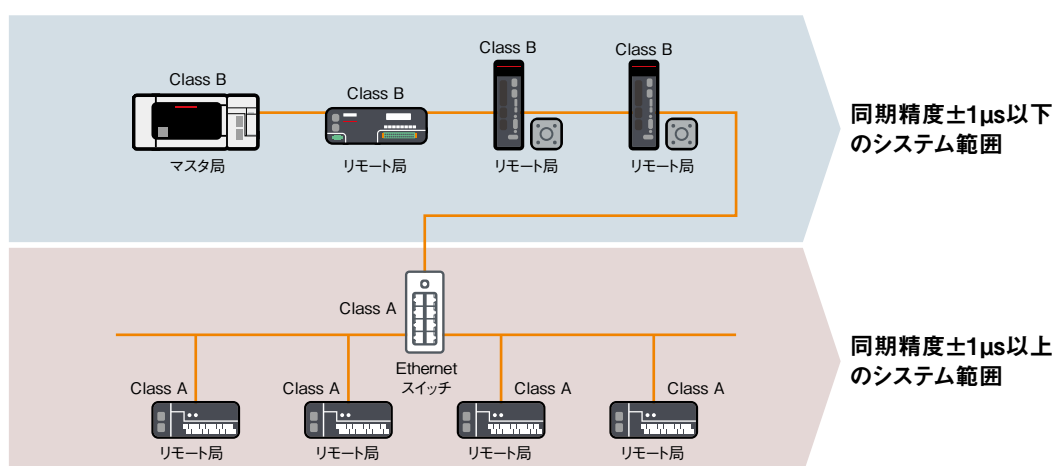 Class B
マスタ局
Class B
リモート局
Class B
リモート局
Class B
リモート局
同期精度±1μs以下
のシステム範囲
Class A
Ethernet
スイッチ
Class A
リモート局
Class A
リモート局
Class A
リモート局
Class A
リモート局
同期精度±1μs以上
のシステム範囲